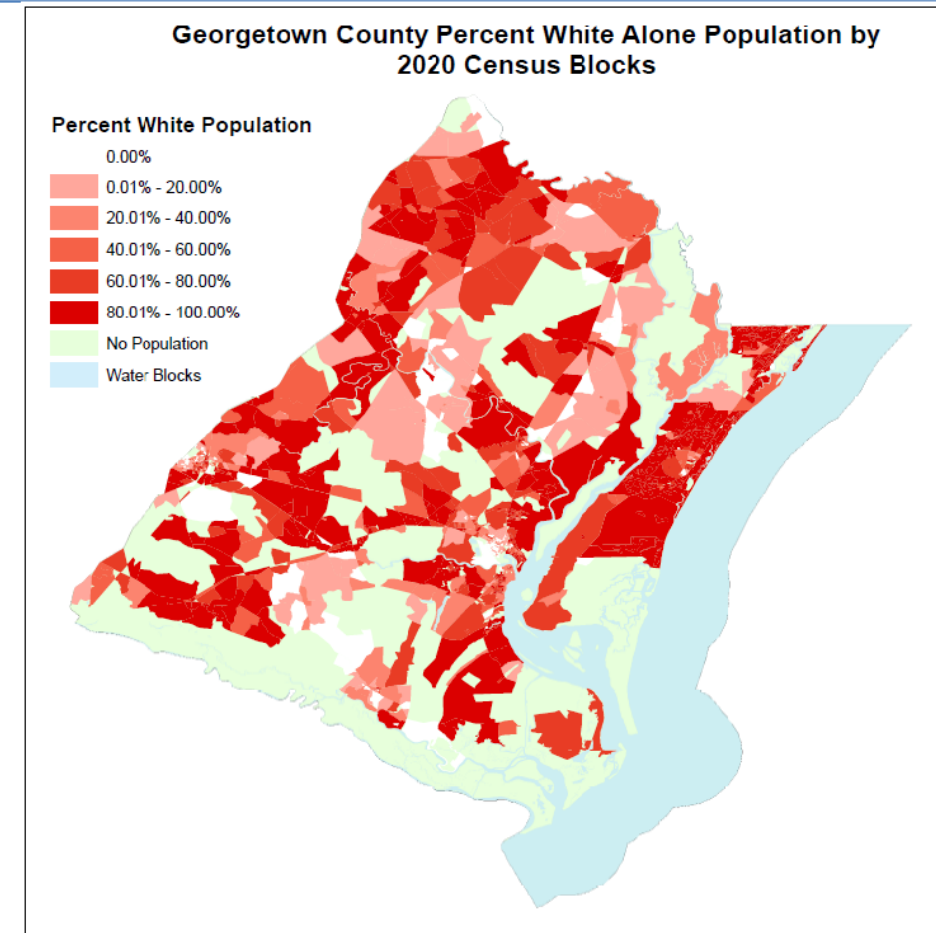 Georgetown County Percent White Alone Population by
2020 Census Blocks
Percent White Population
0.00%
0.01% - 20.00%
20.01% - 40.00%
40.01% - 60.00%
60.01% - 80.00%
80.01% - 100.00%
No Population
Water Blocks